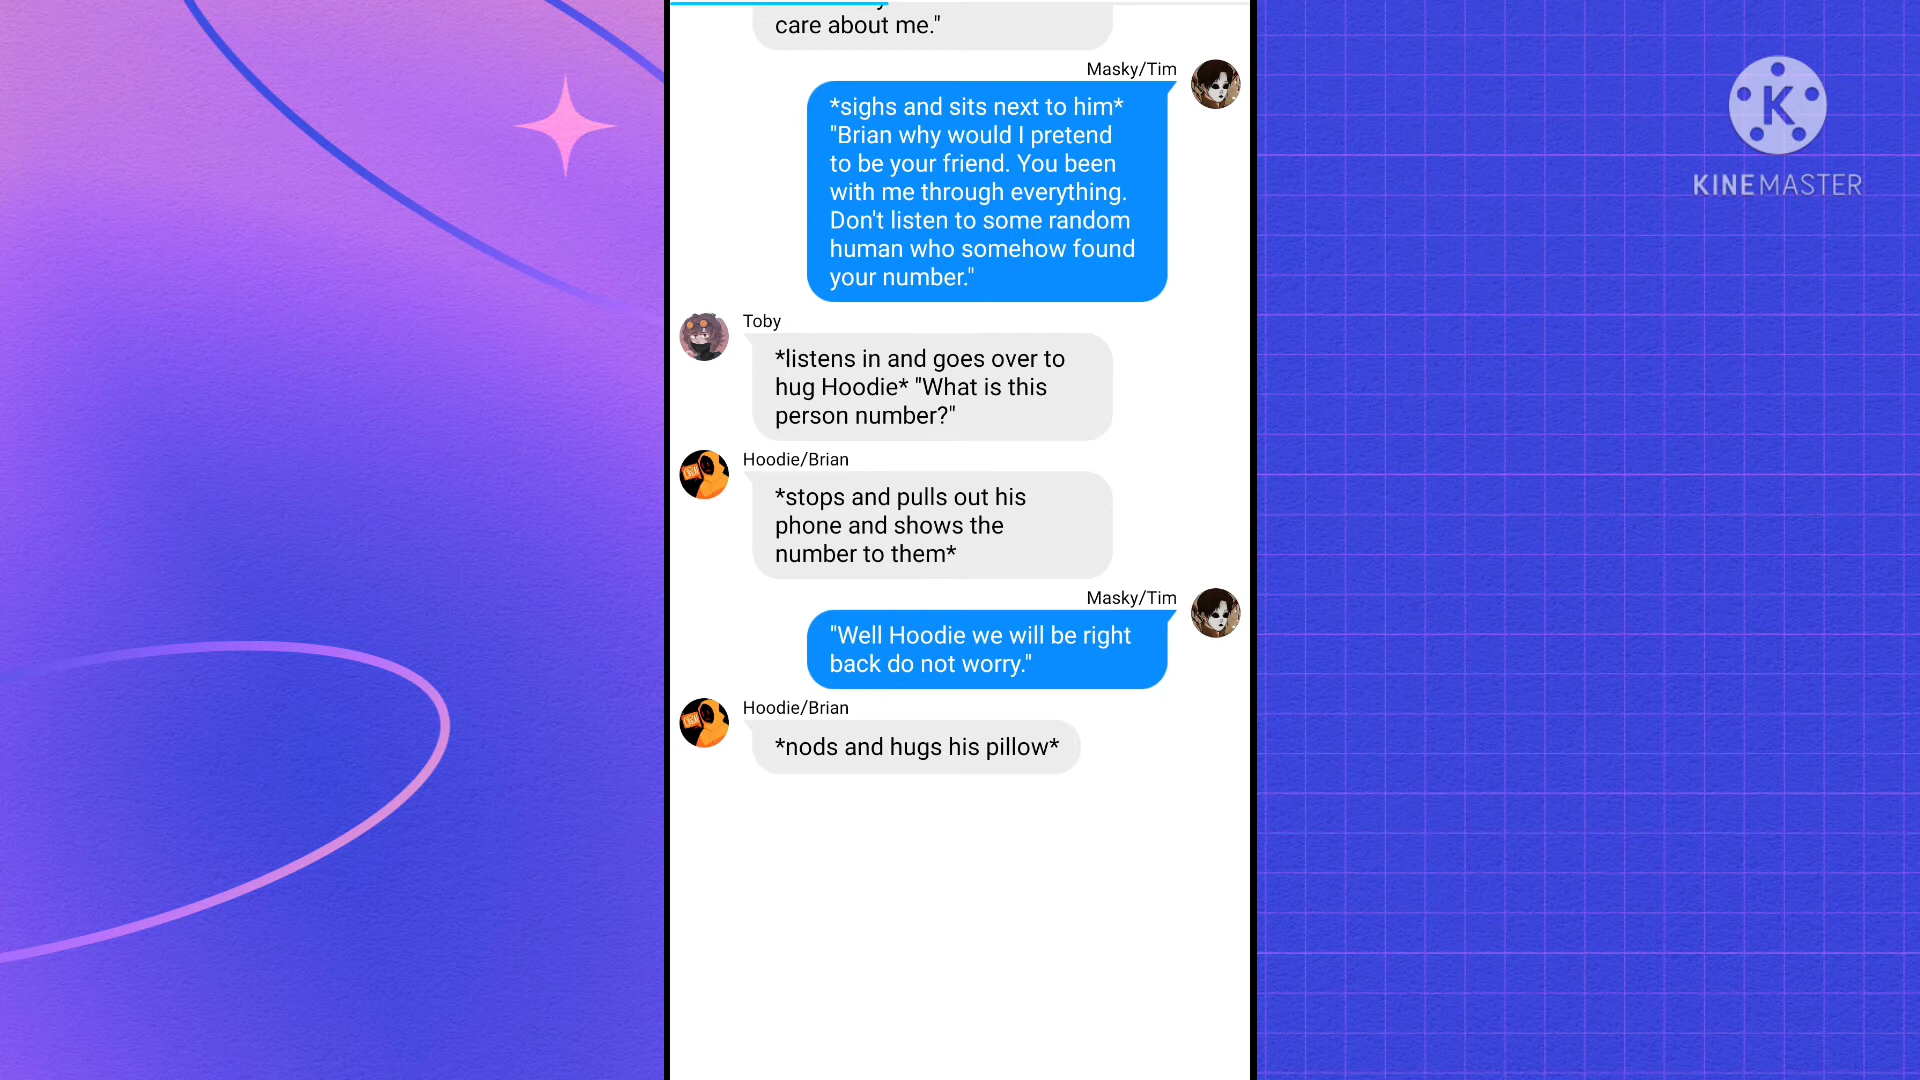 care about me."
Masky/Tim
*sighs and sits next to him*
"Brian why would I pretend
to be your friend. You been
with me through everything.
Don't listen to some random
human who somehow found
your number."
Toby
*listens in and goes over to
hug Hoodie* "What is this
person number?"
Hoodie/Brian
*stops and pulls out his
phone and shows the
number to them*
Masky/Tim
"Well Hoodie we will be right
back do not worry."
Hoodie/Brian
*nods and hugs his pillow*
K
KINEMASTER